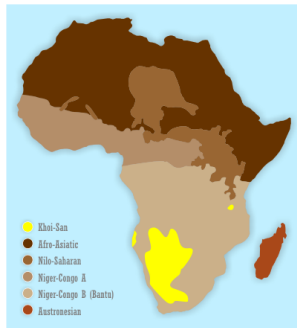 Khoi-San
Afro-Asiatic
Nilo-Saharan
Niger-Congo A
Niger-Congo B (Bantu)
Austronesian